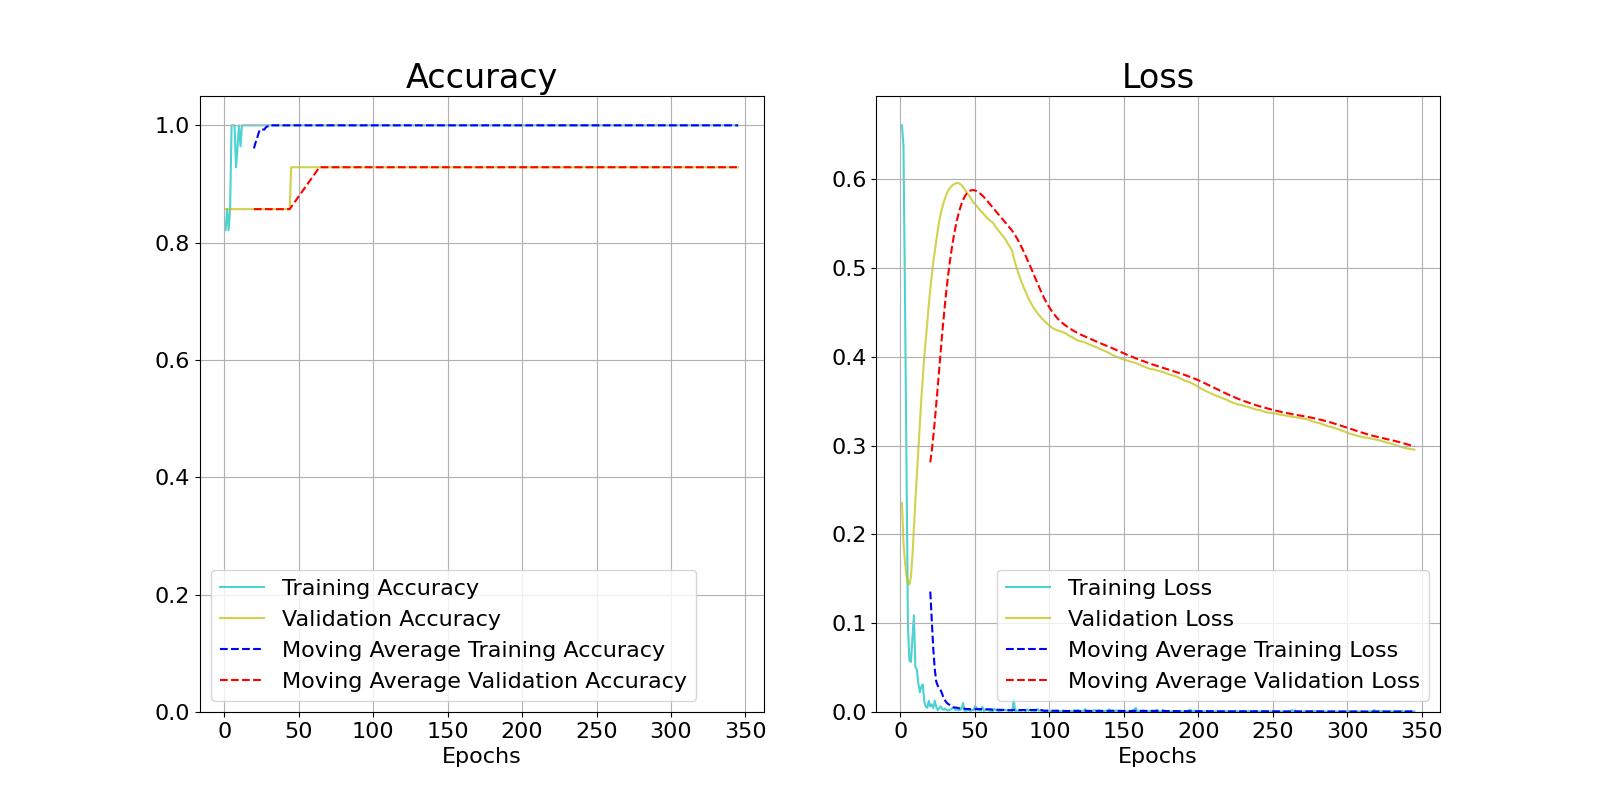 Accuracy
1.0
0.8
0.6
0.4
0.2
0.0
Training Accuracy
Validation Accuracy
Moving Average Training Accuracy
Moving Average Validation Accuracy
0 50 100 150 200 250 300 350
Epochs
Loss
0.6
0.5
0.4
0.3
0.2
0.1
0.0
Training Loss
Validation Loss
Moving Average Training Loss
Moving Average Validation Loss
0 50 100 150 200 250 300 350
Epochs